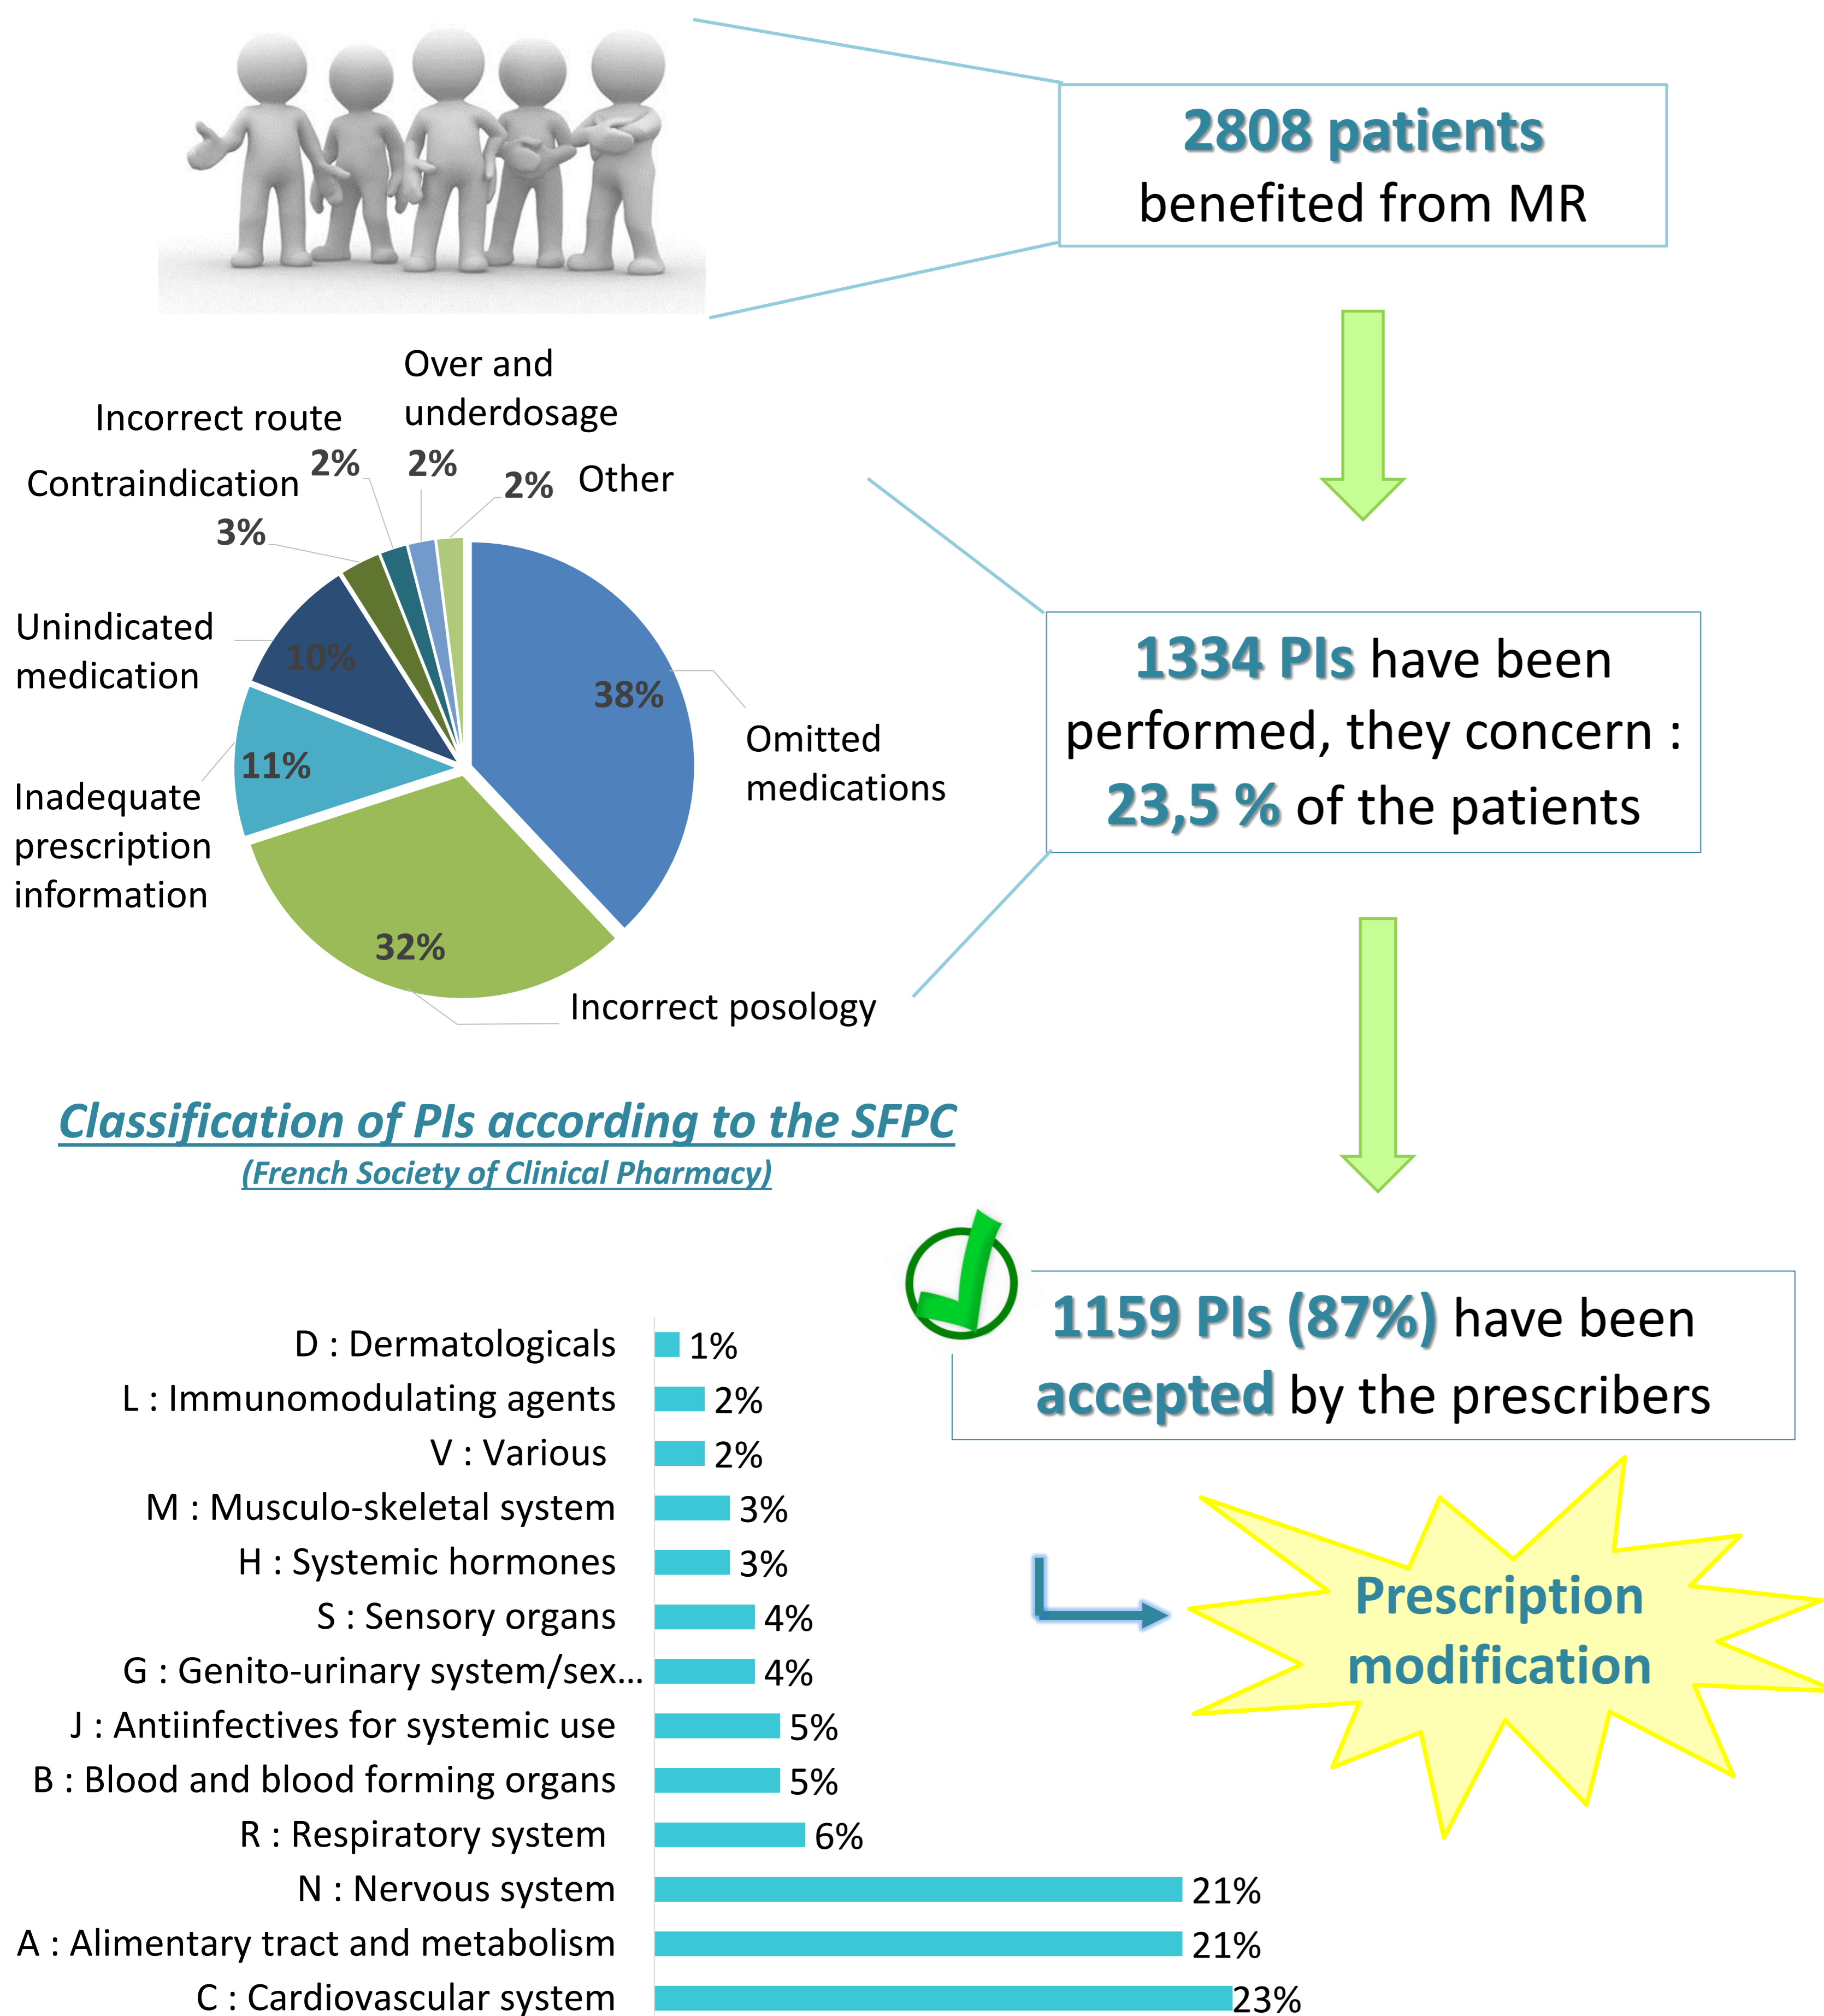 2808 patients
benefited from MR
Over and
underdosage
2%
Incorrect route
2%
Other
2%
Contraindication
3%
Unindicated
medication
10%
38%
Omitted
medications
11%
Inadequate
prescription
information
32%
Incorrect posology
1334 PIs have been
performed, they concern :
23,5 % of the patients
Classification of PIs according to the SFPC
(French Society of Clinical Pharmacy)
1159 PIs (87%) have been
accepted by the prescribers
Prescription
modification
D : Dermatologicals 1%
L : Immunomodulating agents 2%
V : Various 2%
M : Musculo-skeletal system 3%
H : Systemic hormones 3%
S : Sensory organs 4%
G : Genito-urinary system/sex... 4%
J : Antiinfectives for systemic use 5%
B : Blood and blood forming organs 5%
R : Respiratory system 6%
N : Nervous system 21%
A : Alimentary tract and metabolism 21%
C : Cardiovascular system 23%